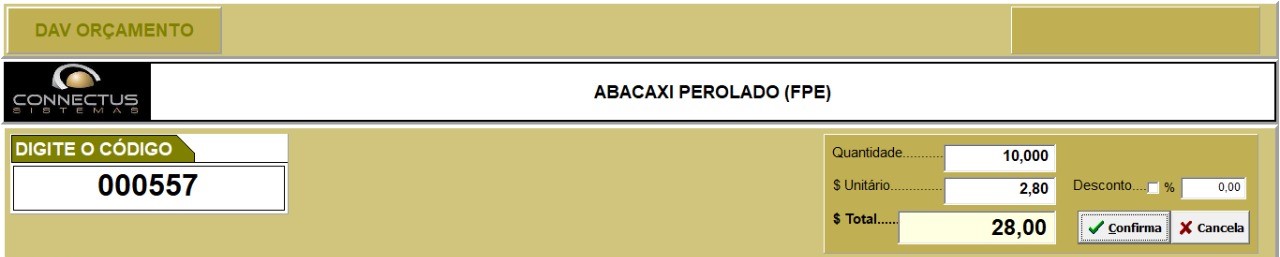 DAV ORÇAMENTO
CONNECTUS
SISTEMAS
ABACAXI PEROLADO (FPE)
DIGITE O CÓDIGO
000557
Quantidade........... 10,000
$ Unitário.............. 2,80 Desconto.... % 0,00
$ Total...... 28,00 Confirma Cancela